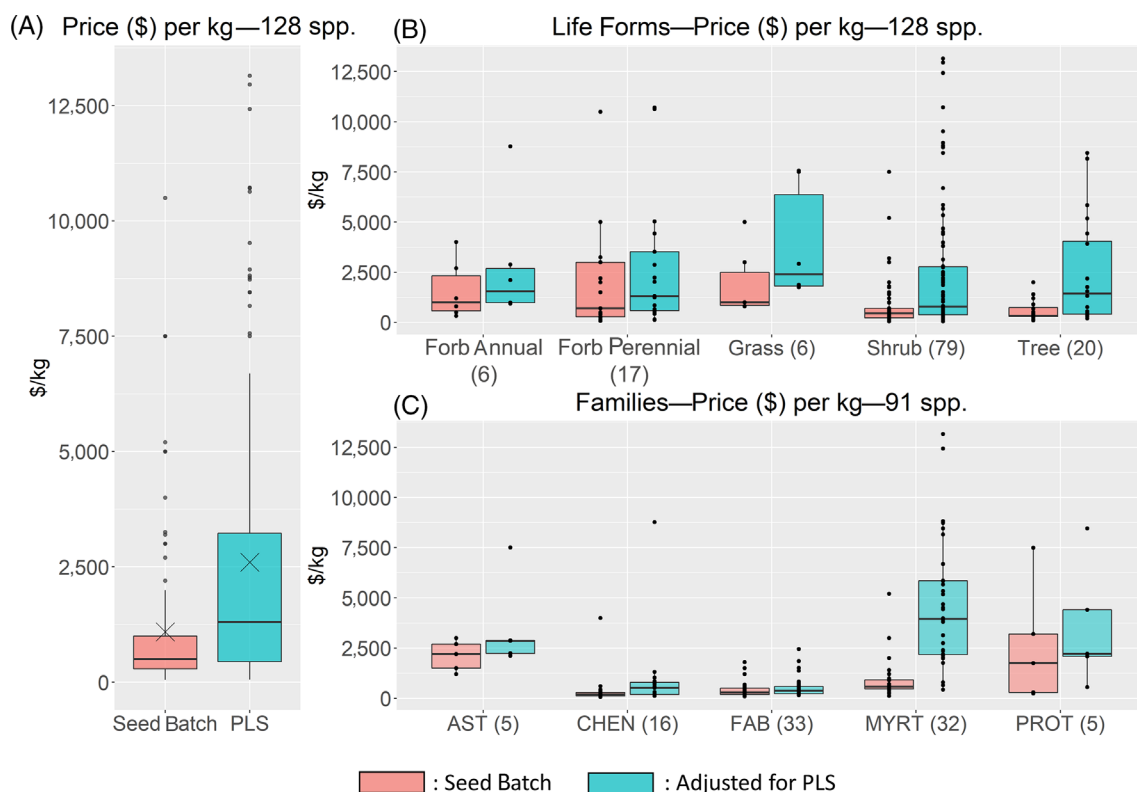 (A) Price ($) per kg—128 spp.
12,500
10,000
7,500
5,000
2,500
0
$/kg
Seed Batch PLS
(B) Life Forms—Price ($) per kg—128 spp.
12,500
10,000
7,500
5,000
2,500
0
$/kg
Forb Annual Forb Perennial Grass (6) Shrub (79) Tree (20)
(6) (17)
(C) Families—Price ($) per kg—91 spp.
12,500
10,000
7,500
5,000
2,500
0
$/kg
AST (5) CHEN (16) FAB (33) MYRT (32) PROT (5)
: Seed Batch : Adjusted for PLS